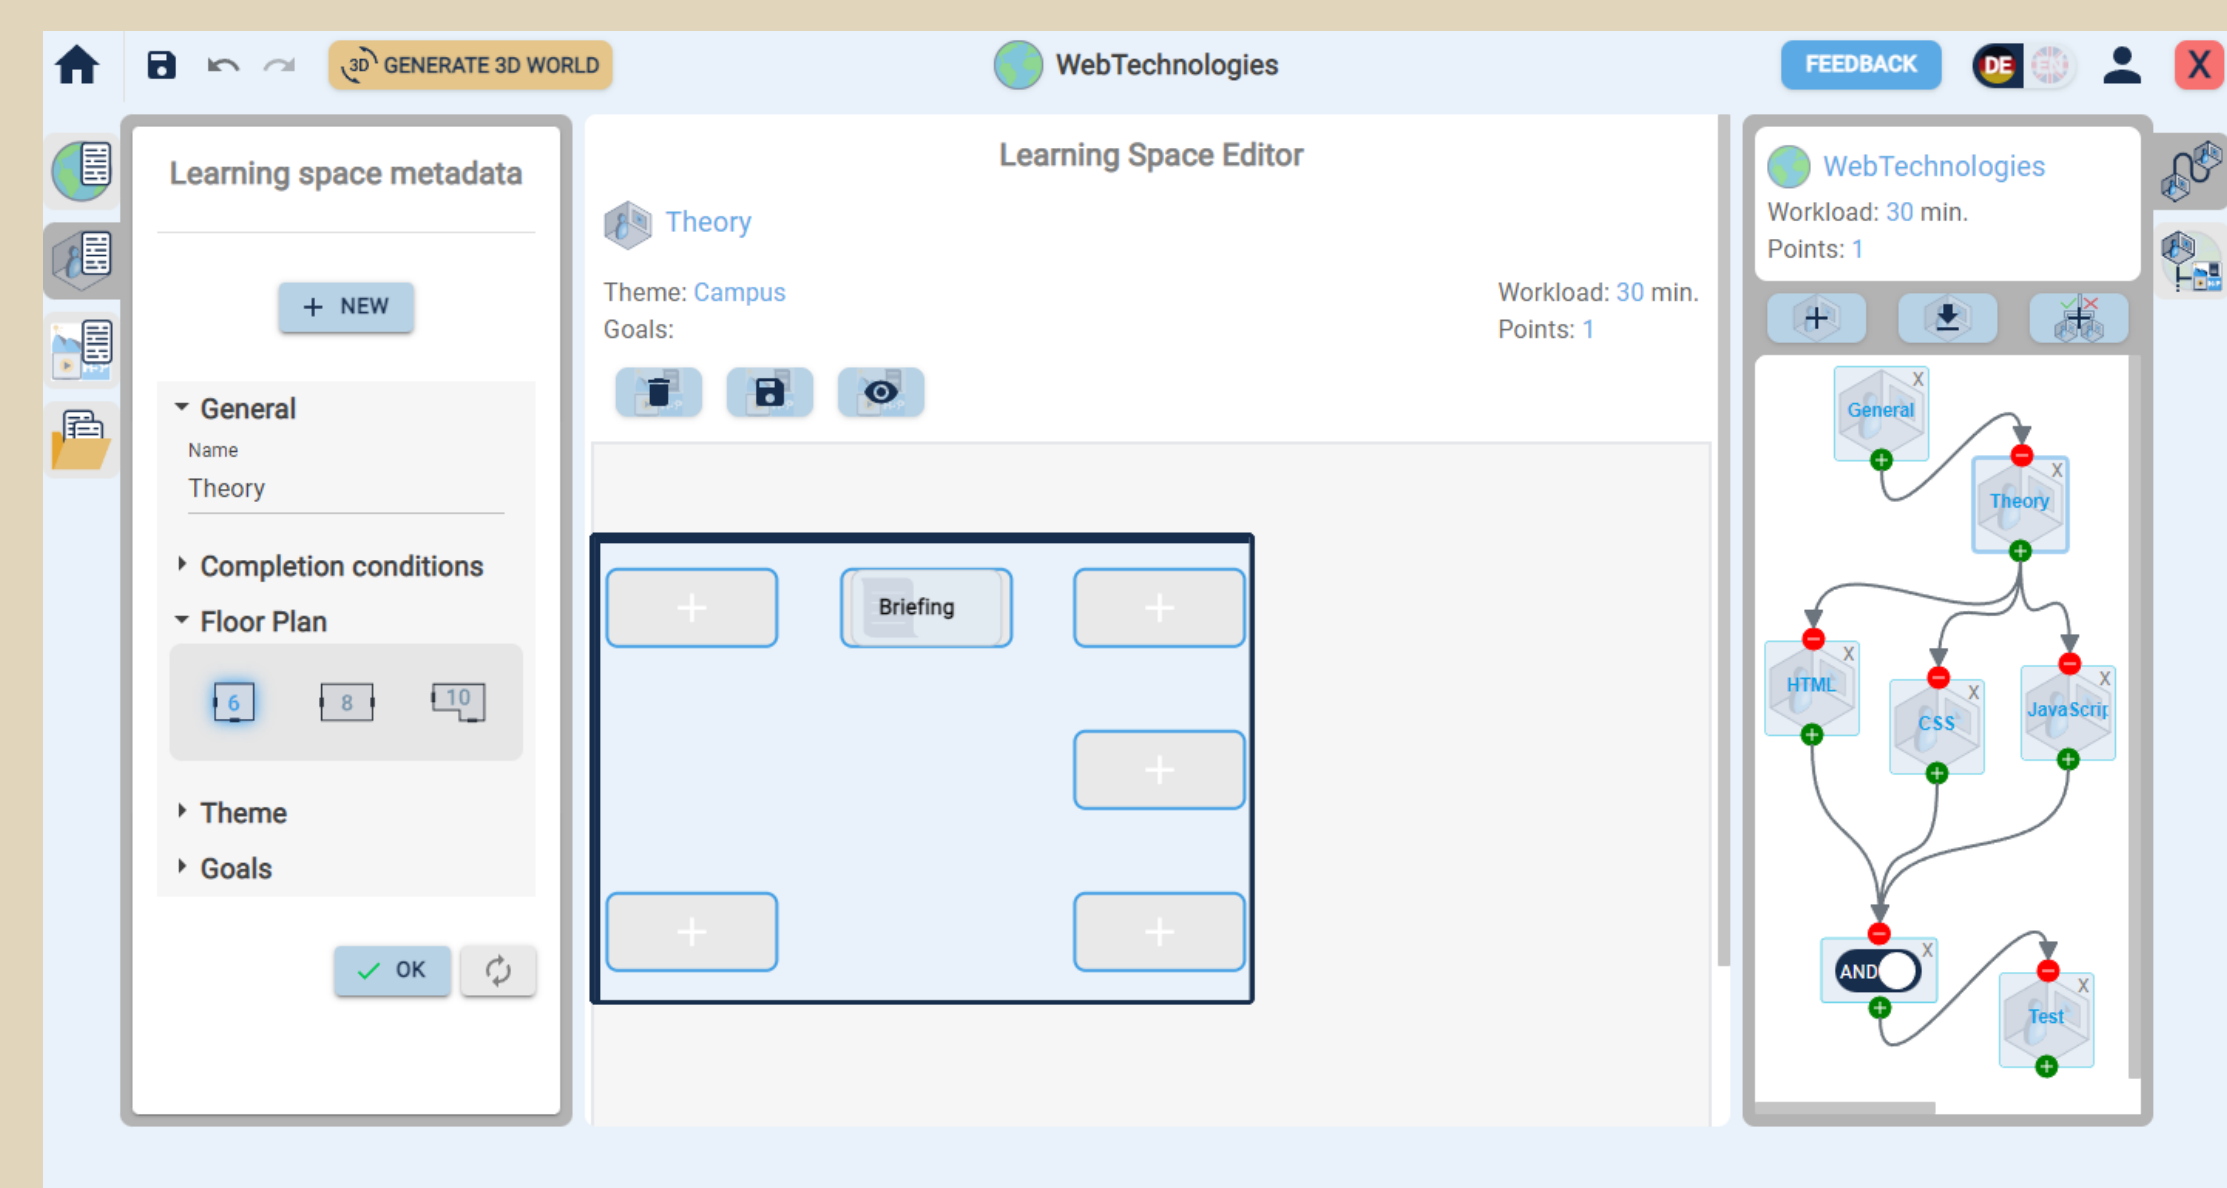 3D GENERATE 3D WORLD
WebTechnologies
FEEDBACK
DE EN
X
Learning space metadata
+ NEW
General
Name
Theory
Completion conditions
Floor Plan
6 8 10
Theme
Goals
OK
Learning Space Editor
Theory
Theme: Campus
Workload: 30 min.
Goals:
Points: 1
Briefing
WebTechnologies
Workload: 30 min.
Points: 1
X
General
X
Theory
X
HTML
X
CSS
X
JavaScrip
X
AND
X
Test